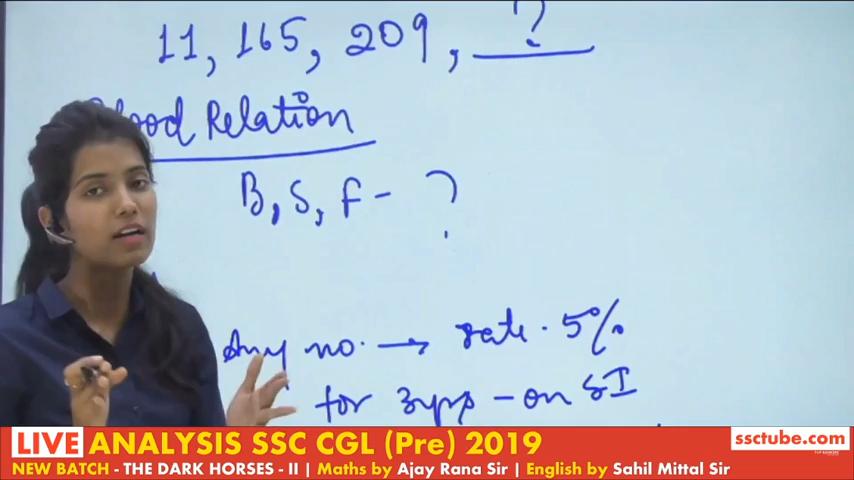 11, 165, 209, ?
Blood Relation
B, S, F - ?
Any no. → rate. 5%
for 3yrs - on SI
LIVE ANALYSIS SSC CGL (Pre) 2019
ssctube.com
NEW BATCH - THE DARK HORSES - II | Maths by Ajay Rana Sir | English by Sahil Mittal Sir